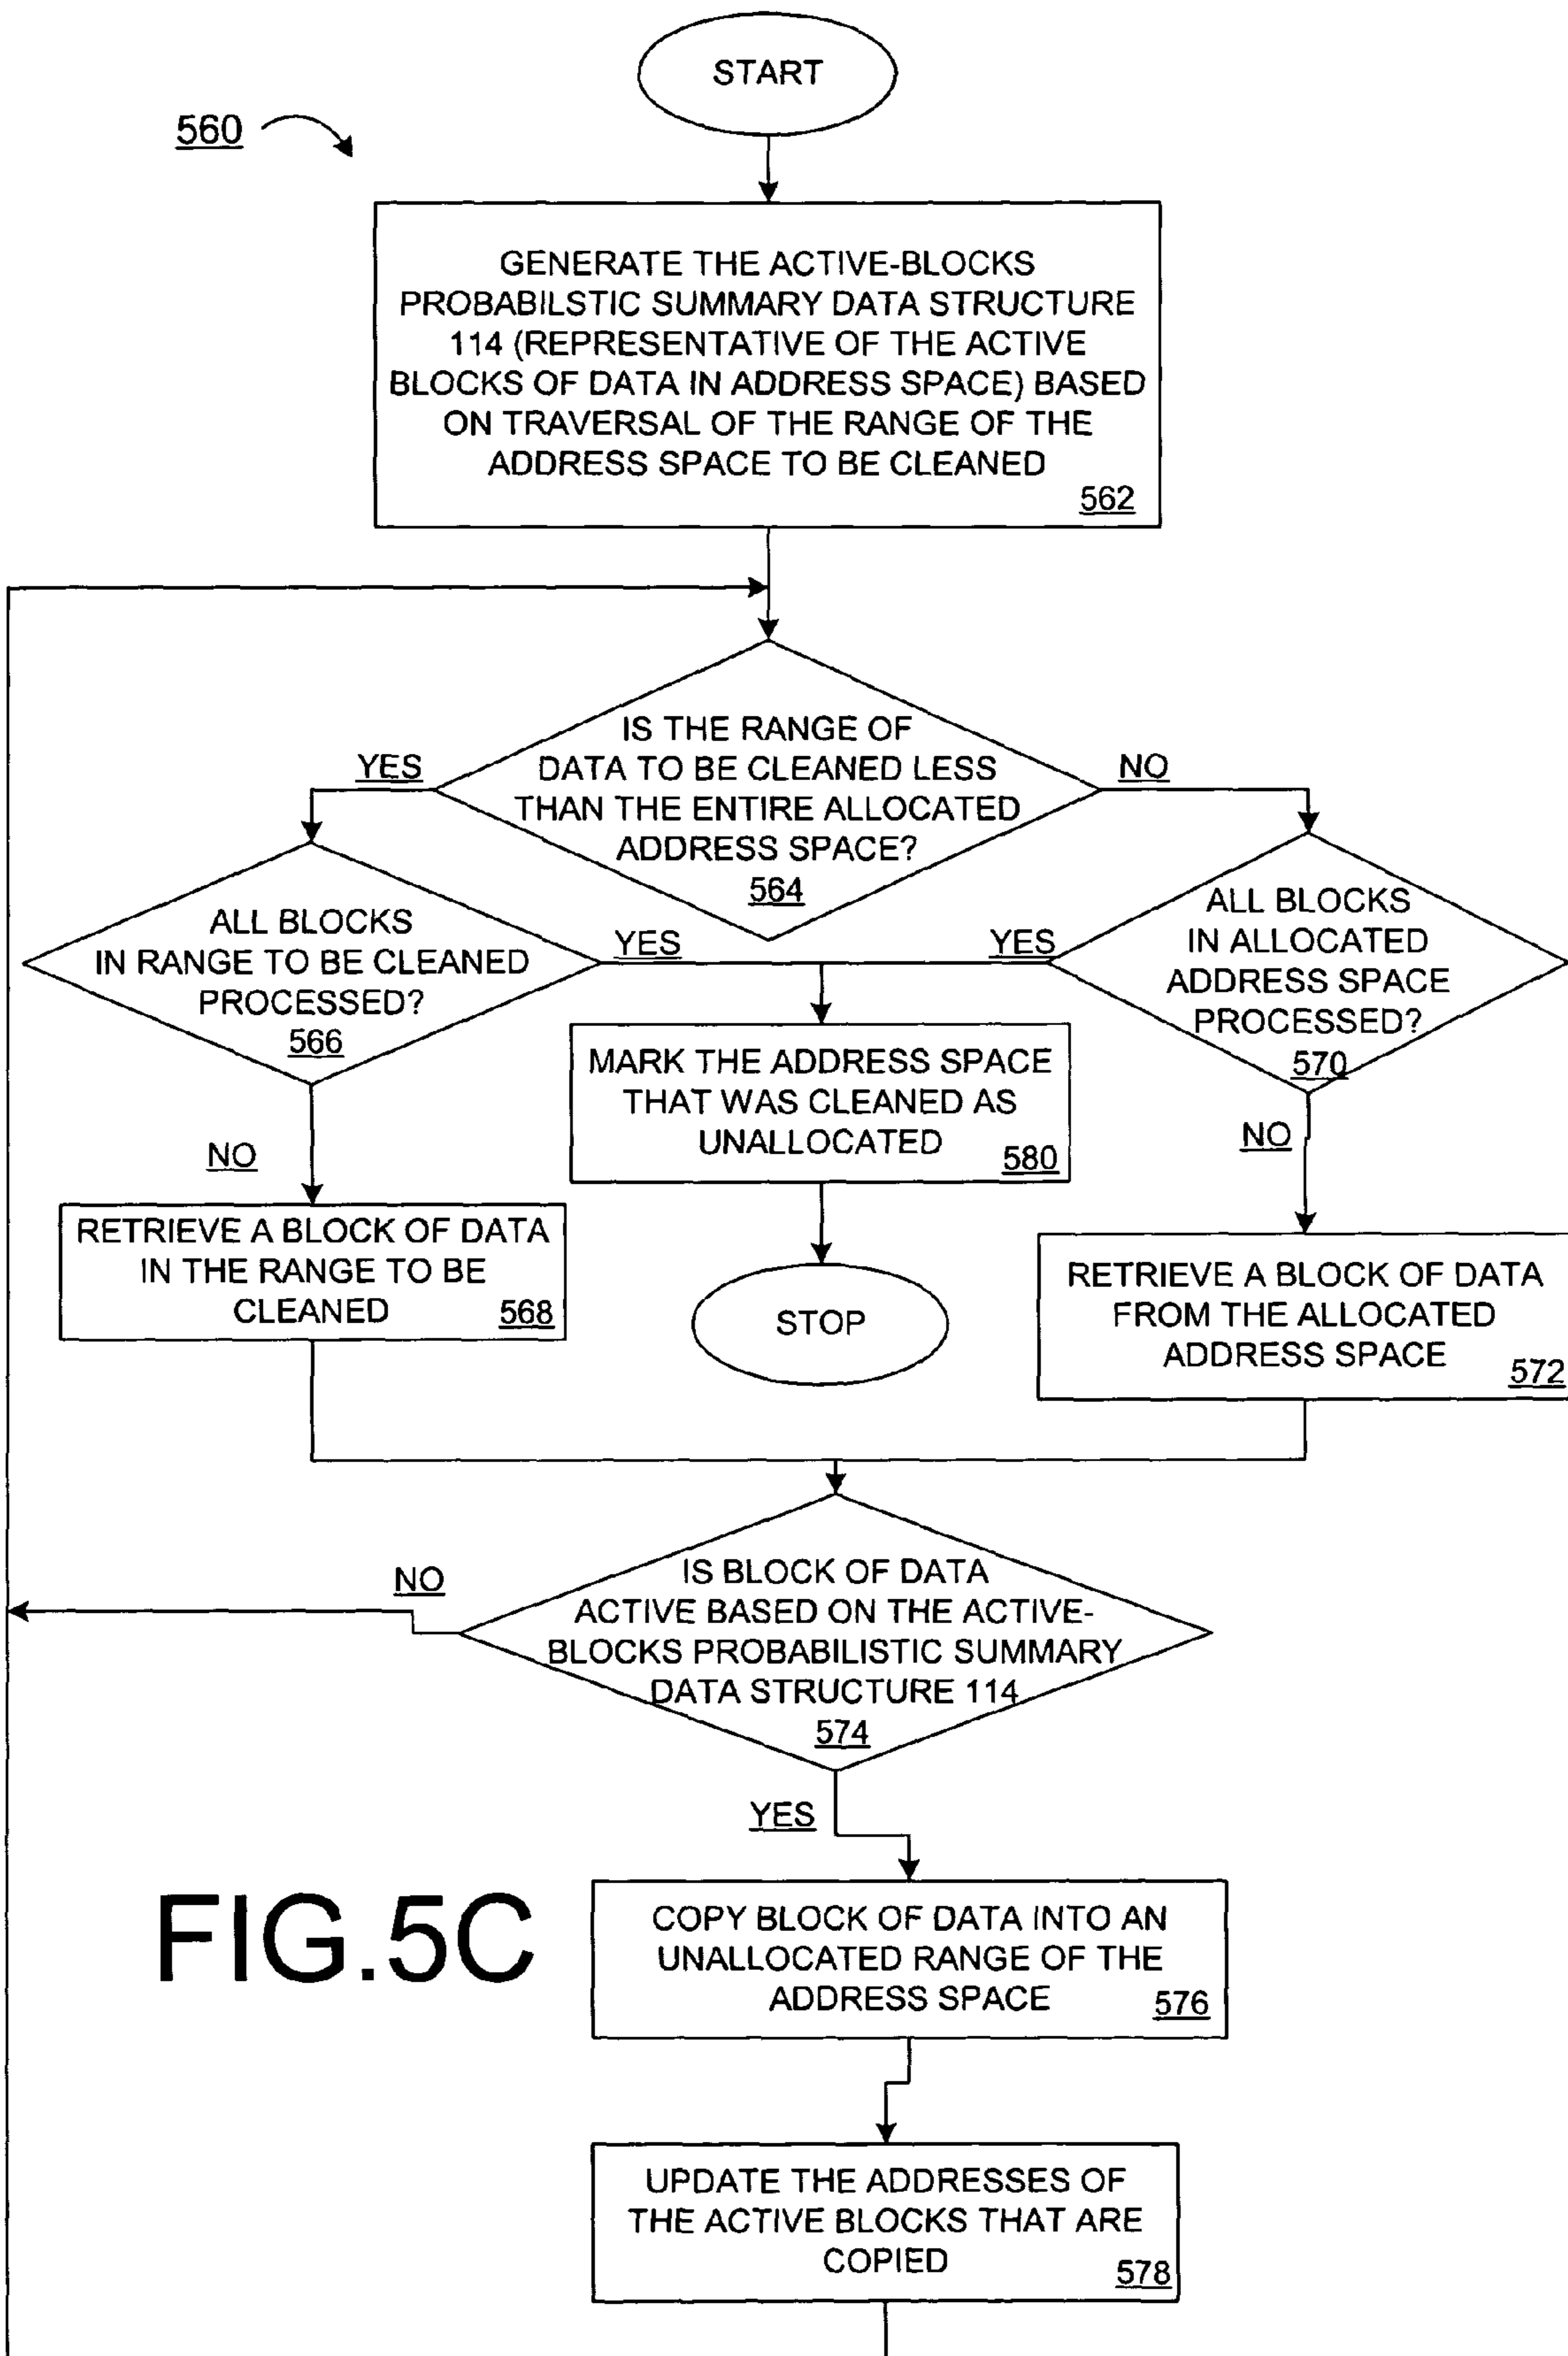 START
560
GENERATE THE ACTIVE-BLOCKS
PROBABILSTIC SUMMARY DATA STRUCTURE
114 (REPRESENTATIVE OF THE ACTIVE
BLOCKS OF DATA IN ADDRESS SPACE) BASED
ON TRAVERSAL OF THE RANGE OF THE
ADDRESS SPACE TO BE CLEANED
562
IS THE RANGE OF
DATA TO BE CLEANED LESS
THAN THE ENTIRE ALLOCATED
ADDRESS SPACE?
564
YES
NO
ALL BLOCKS
IN RANGE TO BE CLEANED
PROCESSED?
566
YES
YES
ALL BLOCKS
IN ALLOCATED
ADDRESS SPACE
PROCESSED?
570
MARK THE ADDRESS SPACE
THAT WAS CLEANED AS
UNALLOCATED
580
NO
NO
RETRIEVE A BLOCK OF DATA
IN THE RANGE TO BE
CLEANED
568
STOP
RETRIEVE A BLOCK OF DATA
FROM THE ALLOCATED
ADDRESS SPACE
572
NO
IS BLOCK OF DATA
ACTIVE BASED ON THE ACTIVE-
BLOCKS PROBABILISTIC SUMMARY
DATA STRUCTURE 114
574
YES
FIG.5C
COPY BLOCK OF DATA INTO AN
UNALLOCATED RANGE OF THE
ADDRESS SPACE
576
UPDATE THE ADDRESSES OF
THE ACTIVE BLOCKS THAT ARE
COPIED
578